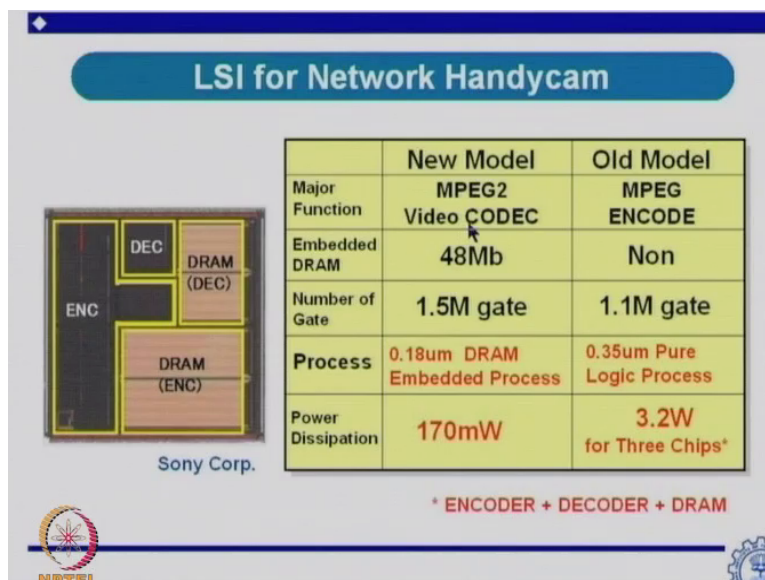 LSI for Network Handycam
New Model
Old Model
Major
Function
MPEG2
Video CODEC
MPEG
ENCODE
Embedded
DRAM
48Mb
Non
Number of
Gate
1.5M gate
1.1M gate
Process
0.18um DRAM
Embedded Process
0.35um Pure
Logic Process
Power
Dissipation
170mW
3.2W
for Three Chips*
ENC
DEC
DRAM
(DEC)
DRAM
(ENC)
Sony Corp.
* ENCODER + DECODER + DRAM
NPTEL